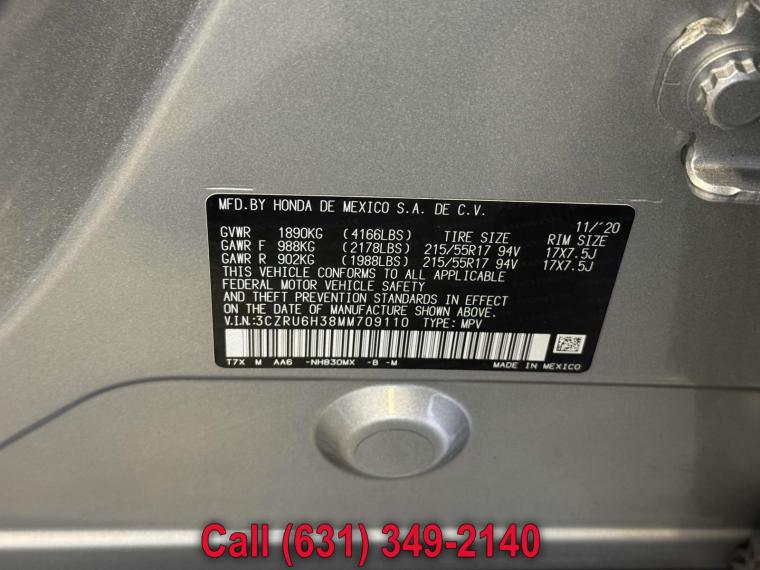 MFD.BY HONDA DE MEXICO S.A. DE C.V.
11/'20
GVWR 1890KG (4166LBS) TIRE SIZE RIM SIZE
GAWR F 988KG (2178LBS) 215/55R17 94V 17X7.5J
GAWR R 902KG (1988LBS) 215/55R17 94V 17X7.5J
THIS VEHICLE CONFORMS TO ALL APPLICABLE
FEDERAL MOTOR VEHICLE SAFETY
AND THEFT PREVENTION STANDARDS IN EFFECT
ON THE DATE OF MANUFACTURE SHOWN ABOVE.
V.I.N:3CZRU6H38MM709110 TYPE: MPV
T7X M AA6 -NH830MX -B -M MADE IN MEXICO
Call (631) 349-2140